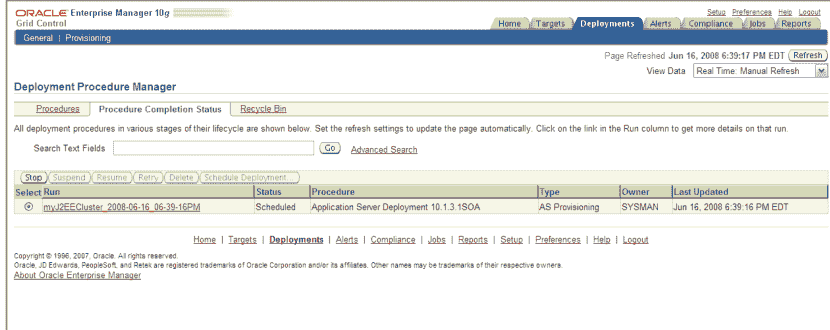 ORACLE Enterprise Manager 10g
Grid Control
Setup Preferences Help Logout
Home Targets Deployments Alerts Compliance Jobs Reports
General | Provisioning
Page Refreshed Jun 16, 2008 6:39:17 PM EDT Refresh
View Data Real Time: Manual Refresh
Deployment Procedure Manager
Procedures Procedure Completion Status Recycle Bin
All deployment procedures in various stages of their lifecycle are shown below. Set the refresh settings to update the page automatically. Click on the link in the Run column to get more details on that run.
Search Text Fields Go Advanced Search
Stop Suspend Resume Retry Delete Schedule Deployment...
Select Run Status Procedure Type Owner Last Updated
myJ2EECluster_2008-06-16_06-39-16PM Scheduled Application Server Deployment 10.1.3.1SOA AS Provisioning SYSMAN Jun 16, 2008 6:39:16 PM EDT
Home | Targets | Deployments | Alerts | Compliance | Jobs | Reports | Setup | Preferences | Help | Logout
Copyright © 1996, 2007, Oracle. All rights reserved.
Oracle, JD Edwards, PeopleSoft, and Retek are registered trademarks of Oracle Corporation and/or its affiliates. Other names may be trademarks of their respective owners.
About Oracle Enterprise Manager